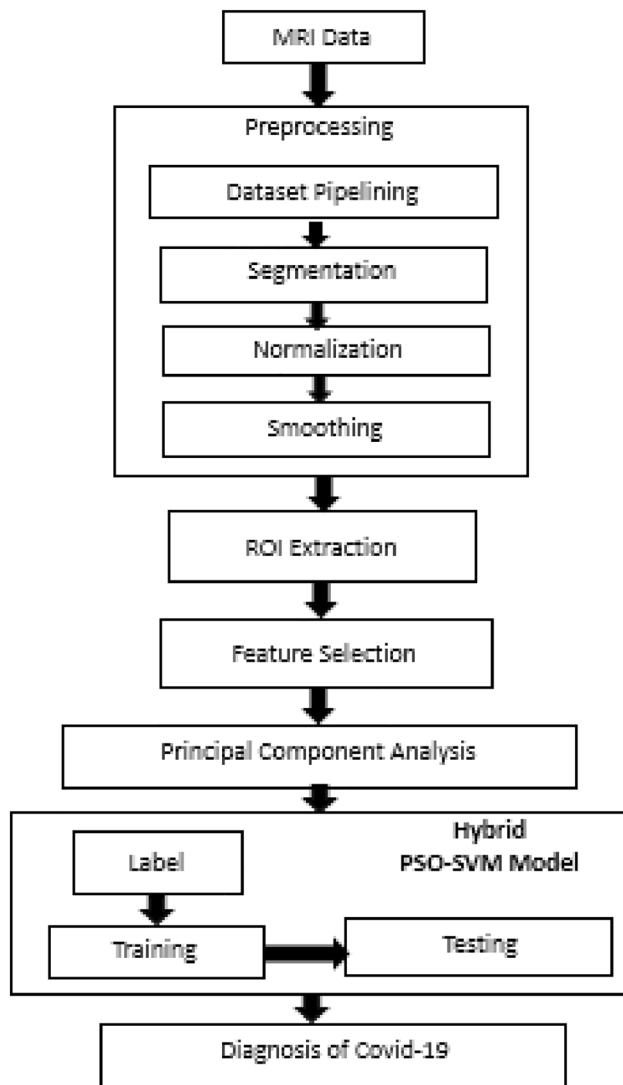 MRI Data
Preprocessing
Dataset Pipelining
Segmentation
Normalization
Smoothing
ROI Extraction
Feature Selection
Principal Component Analysis
Hybrid
PSO-SVM Model
Label
Training
Testing
Diagnosis of Covid-19